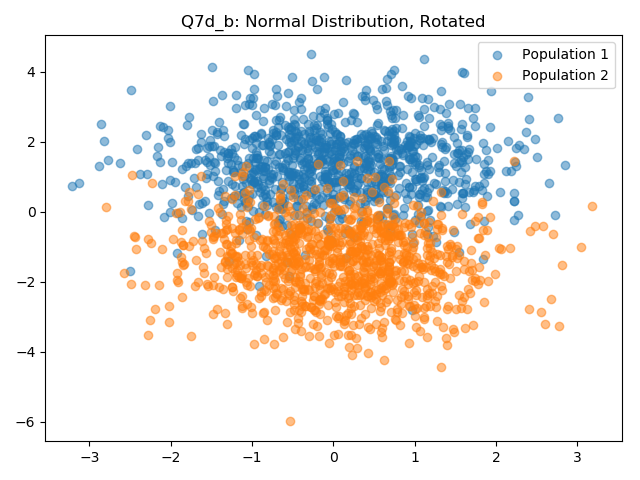 Q7d_b: Normal Distribution, Rotated
Population 1
Population 2
4
2
0
−2
−4
−6
−3 −2 −1 0 1 2 3